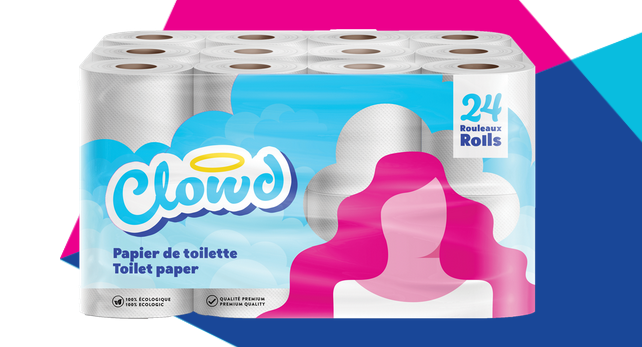 24
Rouleaux
Rolls
Clowd
Papier de toilette
Toilet paper
100% ÉCOLOGIQUE
100% ECOLOGIC
QUALITÉ PREMIUM
PREMIUM QUALITY